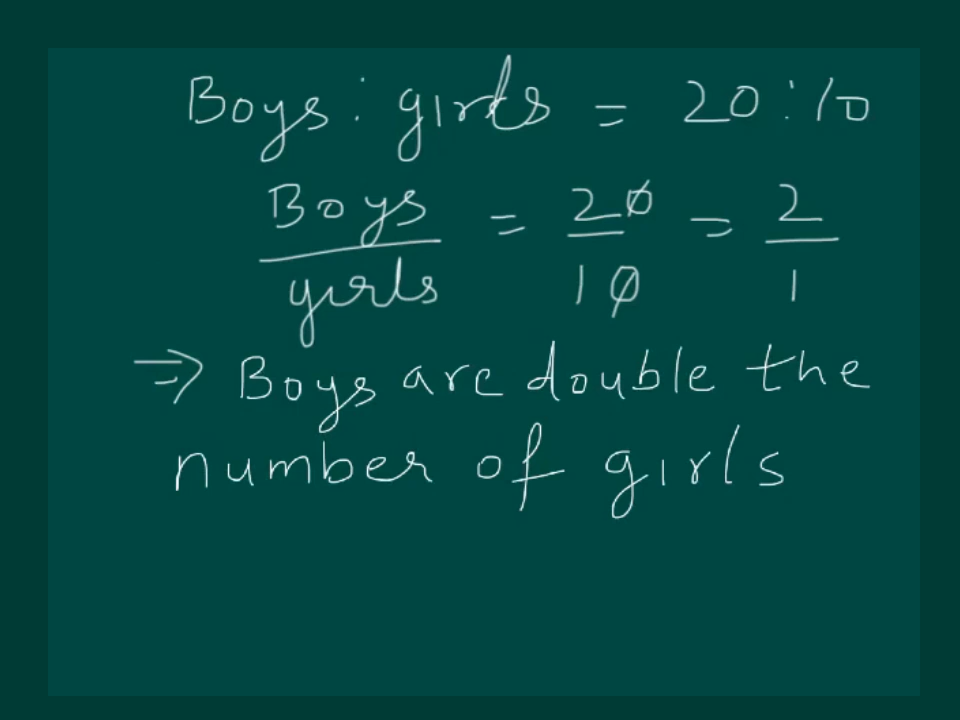 Boys : girls = 20 : 10
Boys/girls = 20/10 = 2/1
⇒ Boys are double the
number of girls